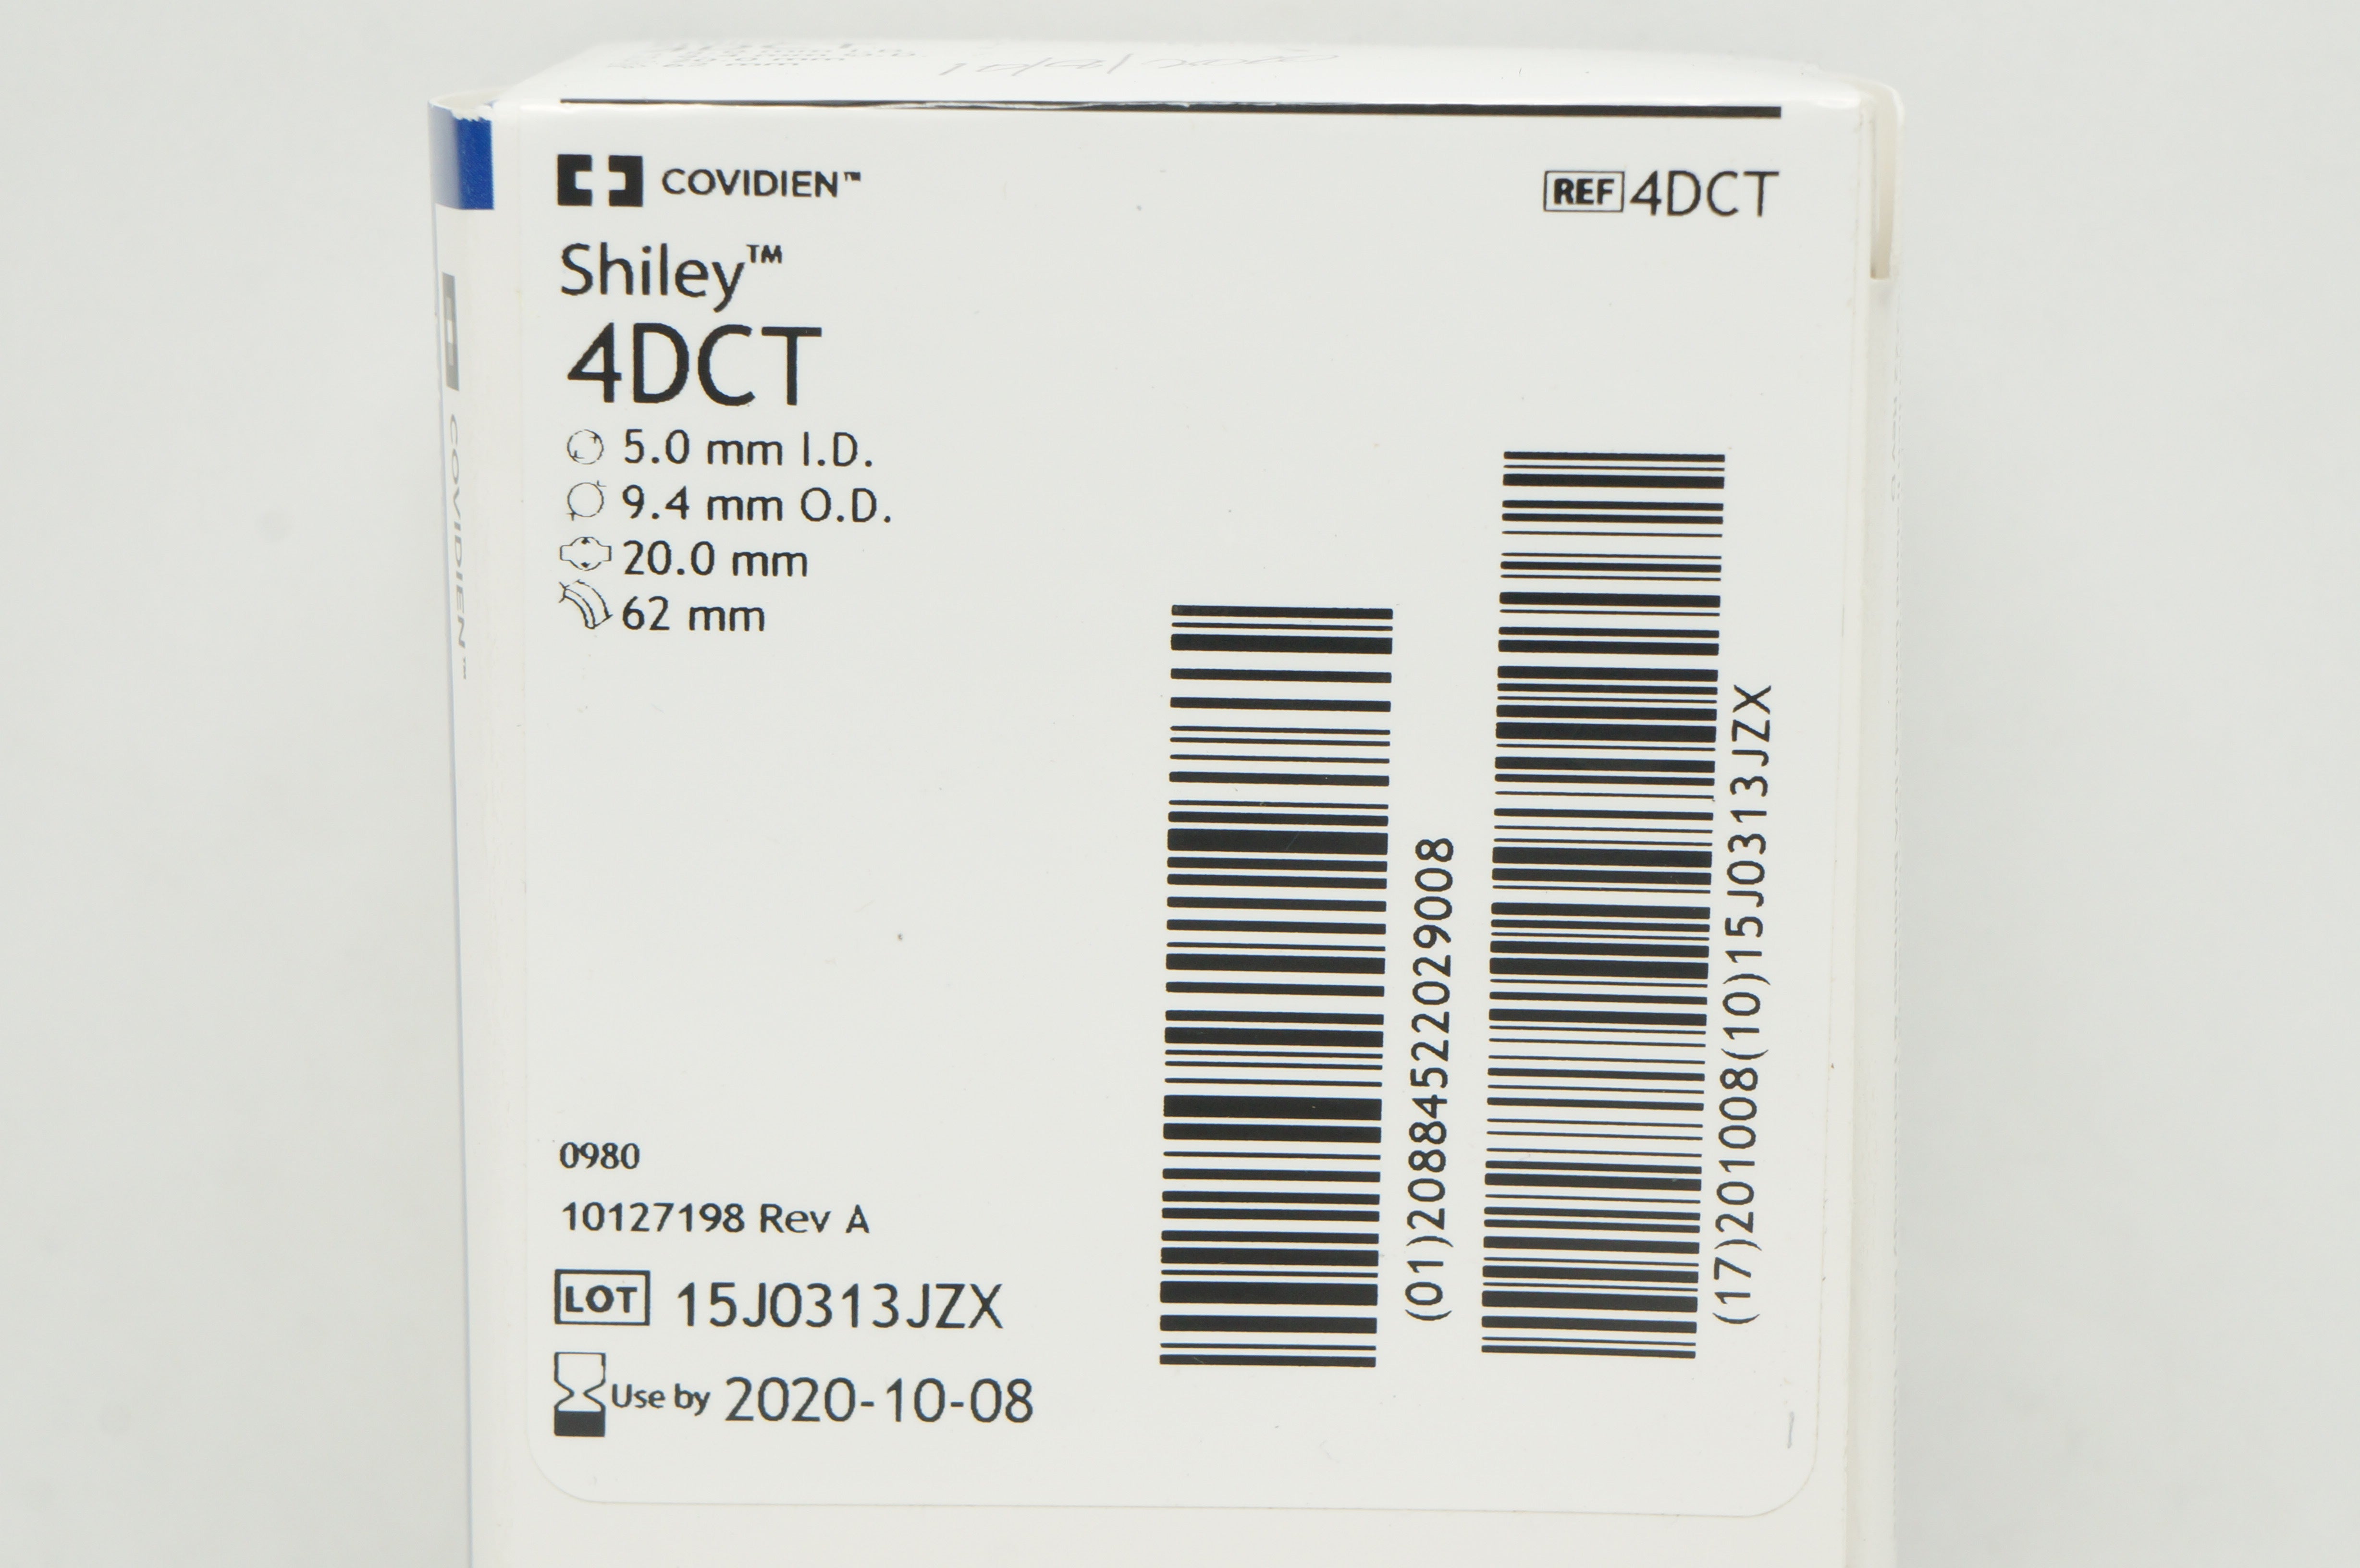 COVIDIEN™
REF 4DCT
Shiley™
4DCT
5.0 mm I.D.
9.4 mm O.D.
20.0 mm
62 mm
(01)20884522029008
(17)201008(10)15J0313JZX
0980
10127198 Rev A
LOT 15J0313JZX
Use by 2020-10-08
COVIDIEN™